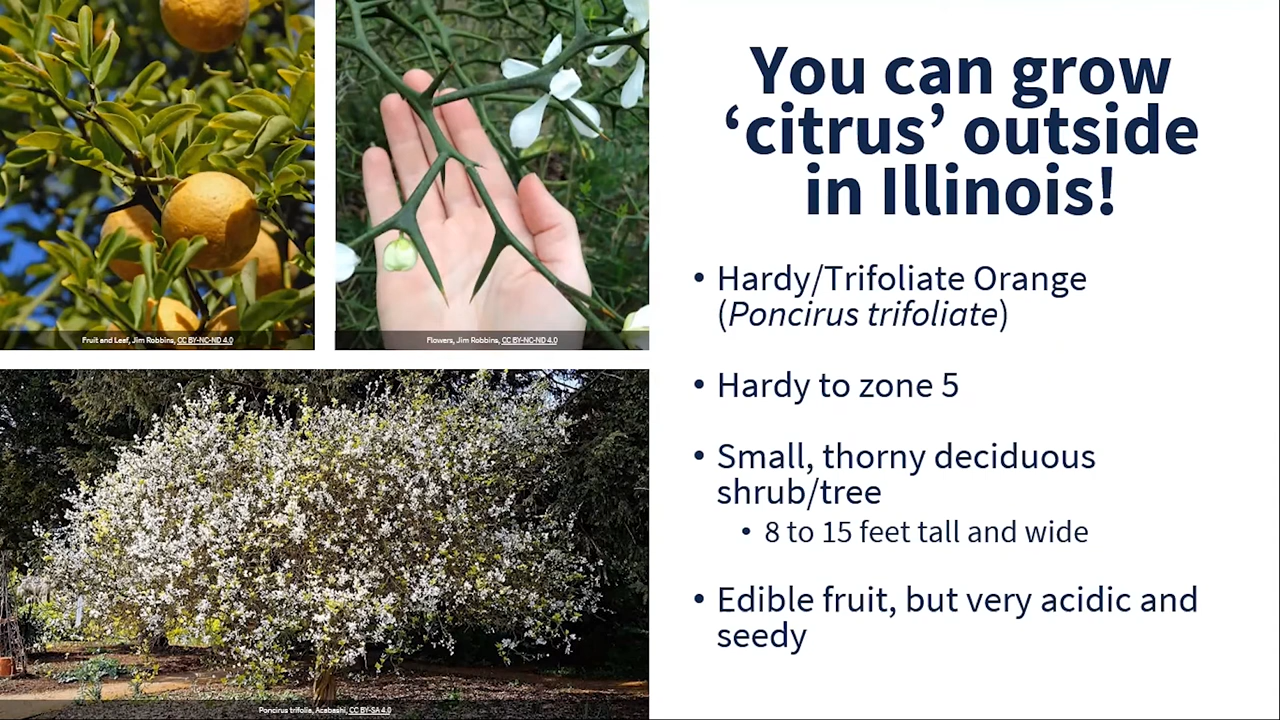 You can grow
‘citrus’ outside
in Illinois!
• Hardy/Trifoliate Orange
(Poncirus trifoliate)
• Hardy to zone 5
• Small, thorny deciduous
shrub/tree
• 8 to 15 feet tall and wide
• Edible fruit, but very acidic and
seedy
Fruit and Leaf, Jim Robbins, CC BY-NC-ND 4.0
Flowers, Jim Robbins, CC BY-NC-ND 4.0
Poncirus trifolia, Acabashi, CC BY-SA 4.0